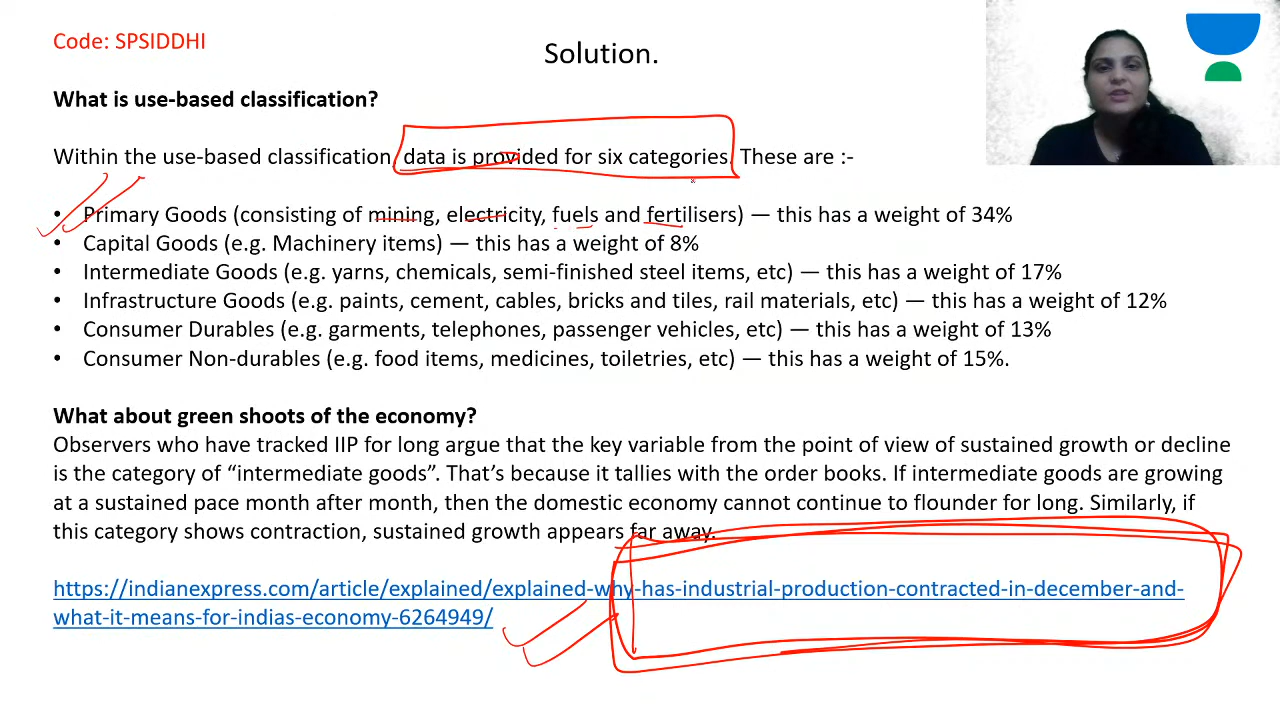 Code: SPSIDDHI
Solution.
What is use-based classification?
Within the use-based classification, data is provided for six categories. These are :-
• Primary Goods (consisting of mining, electricity, fuels and fertilisers) — this has a weight of 34%
• Capital Goods (e.g. Machinery items) — this has a weight of 8%
• Intermediate Goods (e.g. yarns, chemicals, semi-finished steel items, etc) — this has a weight of 17%
• Infrastructure Goods (e.g. paints, cement, cables, bricks and tiles, rail materials, etc) — this has a weight of 12%
• Consumer Durables (e.g. garments, telephones, passenger vehicles, etc) — this has a weight of 13%
• Consumer Non-durables (e.g. food items, medicines, toiletries, etc) — this has a weight of 15%.
What about green shoots of the economy?
Observers who have tracked IIP for long argue that the key variable from the point of view of sustained growth or decline
is the category of “intermediate goods”. That’s because it tallies with the order books. If intermediate goods are growing
at a sustained pace month after month, then the domestic economy cannot continue to flounder for long. Similarly, if
this category shows contraction, sustained growth appears far away.
https://indianexpress.com/article/explained/explained-why-has-industrial-production-contracted-in-december-and-
what-it-means-for-indias-economy-6264949/